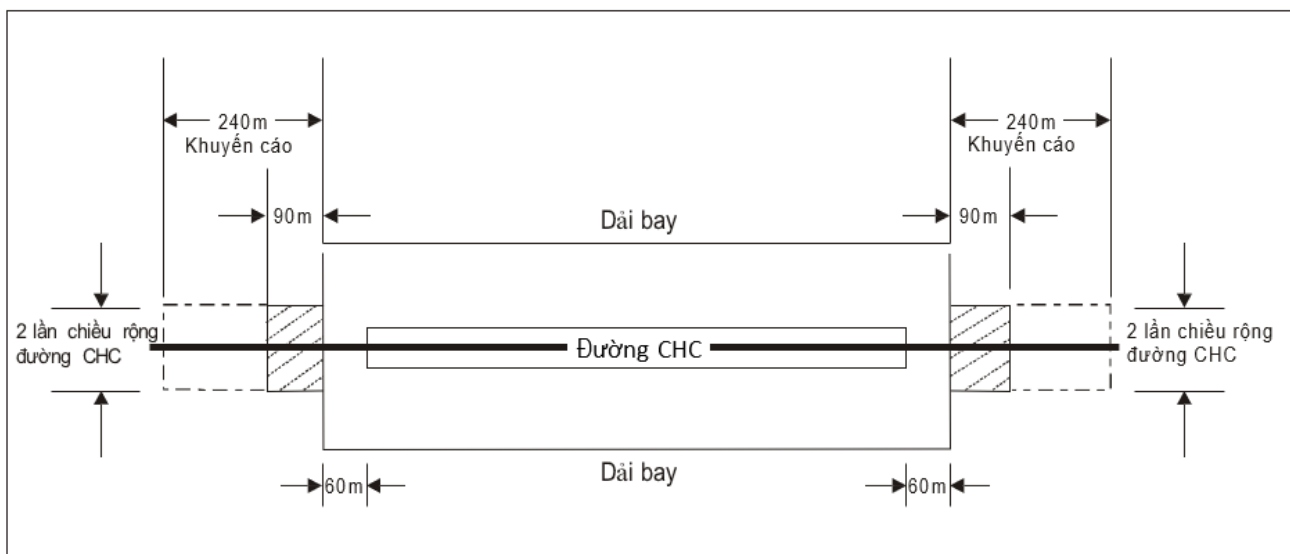 240m
Khuyến cáo
240m
Khuyến cáo
90m
90m
Dải bay
2 lần chiều rộng
đường CHC
Đường CHC
2 lần chiều rộng
đường CHC
Dải bay
60m
60m